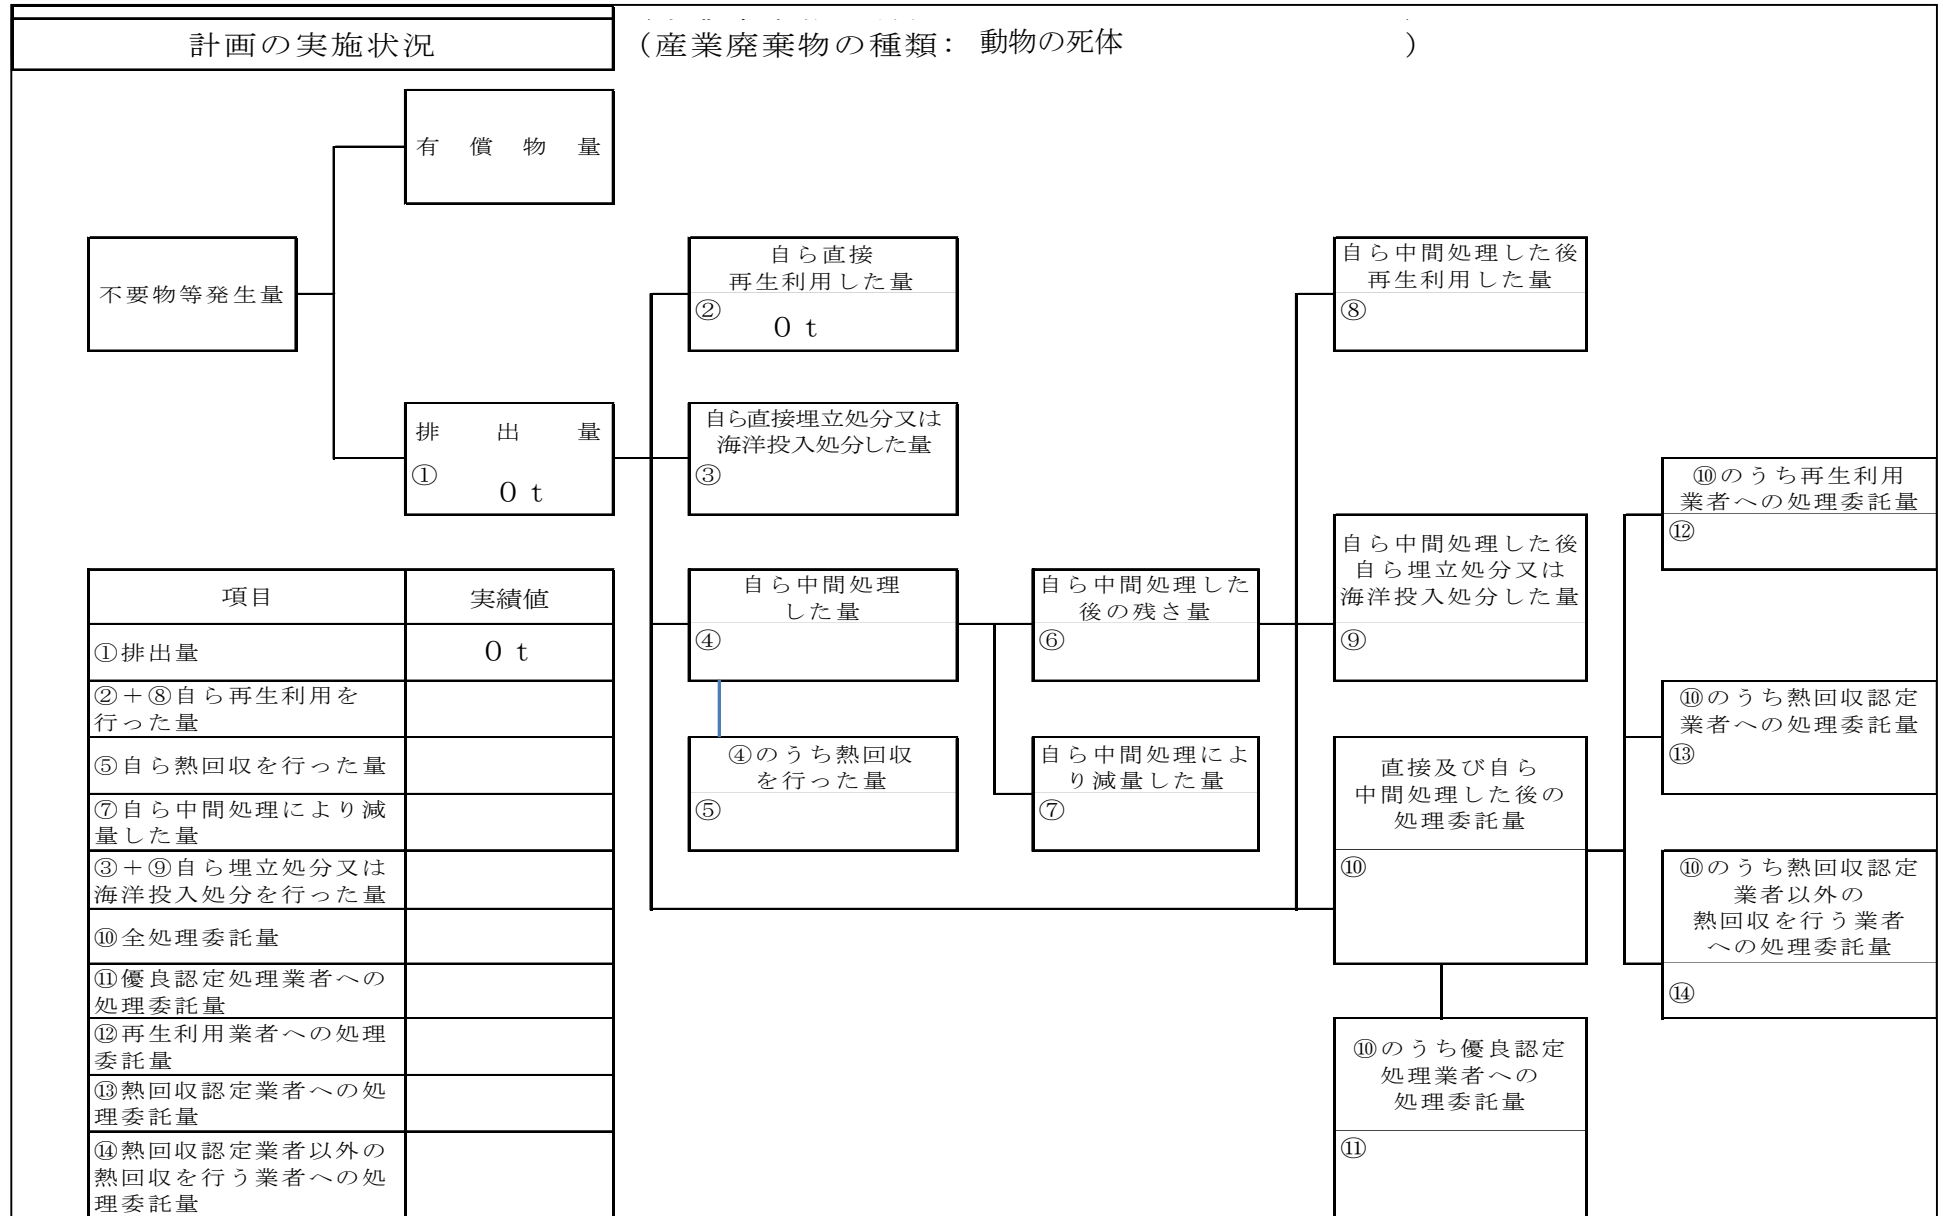 計画の実施状況
（産業廃棄物の種類： 動物の死体 ）
有償物量
不要物等発生量
排出量
①
0 t
自ら直接
再生利用した量
②
0 t
自ら直接埋立処分又は
海洋投入処分した量
③
自ら中間処理
した量
④
④のうち熱回収
を行った量
⑤
自ら中間処理した
後の残さ量
⑥
自ら中間処理によ
り減量した量
⑦
自ら中間処理した後
再生利用した量
⑧
自ら中間処理した後
自ら埋立処分又は
海洋投入処分した量
⑨
直接及び自ら
中間処理した後の
処理委託量
⑩
⑩のうち優良認定
処理業者への
処理委託量
⑪
⑩のうち再生利用
業者への処理委託量
⑫
⑩のうち熱回収認定
業者への処理委託量
⑬
⑩のうち熱回収認定
業者以外の
熱回収を行う業者
への処理委託量
⑭
項目 実績値
①排出量 0 t
②＋⑧自ら再生利用を
行った量
⑤自ら熱回収を行った量
⑦自ら中間処理により減
量した量
③＋⑨自ら埋立処分又は
海洋投入処分を行った量
⑩全処理委託量
⑪優良認定処理業者への
処理委託量
⑫再生利用業者への処理
委託量
⑬熱回収認定業者への処
理委託量
⑭熱回収認定業者以外の
熱回収を行う業者への処
理委託量